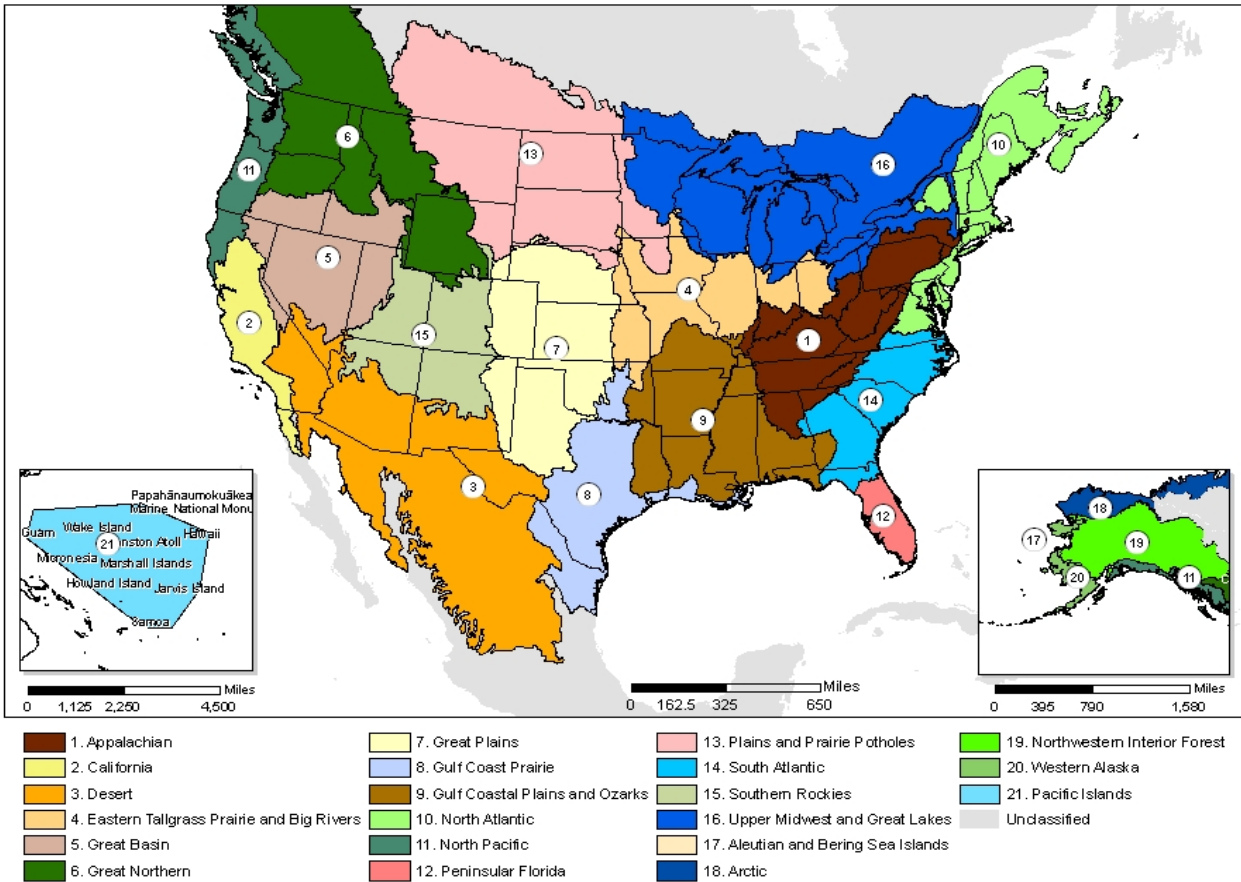 6
13
10
11
16
5
4
2
15
1
7
14
9
3
8
12
Papahānaumokuākea
Marine National Monu
Guam
Wake Island
Hawaii
21
Micronesia
Marshall Islands
Howland Island
Jarvis Island
Samoa
18
17
19
20
11
Miles
0 1,125 2,250 4,500
Miles
0 162.5 325 650
Miles
0 395 790 1,580
1. Appalachian
2. California
3. Desert
4. Eastern Tallgrass Prairie and Big Rivers
5. Great Basin
6. Great Northern
7. Great Plains
8. Gulf Coast Prairie
9. Gulf Coastal Plains and Ozarks
10. North Atlantic
11. North Pacific
12. Peninsular Florida
13. Plains and Prairie Potholes
14. South Atlantic
15. Southern Rockies
16. Upper Midwest and Great Lakes
17. Aleutian and Bering Sea Islands
18. Arctic
19. Northwestern Interior Forest
20. Western Alaska
21. Pacific Islands
Unclassified